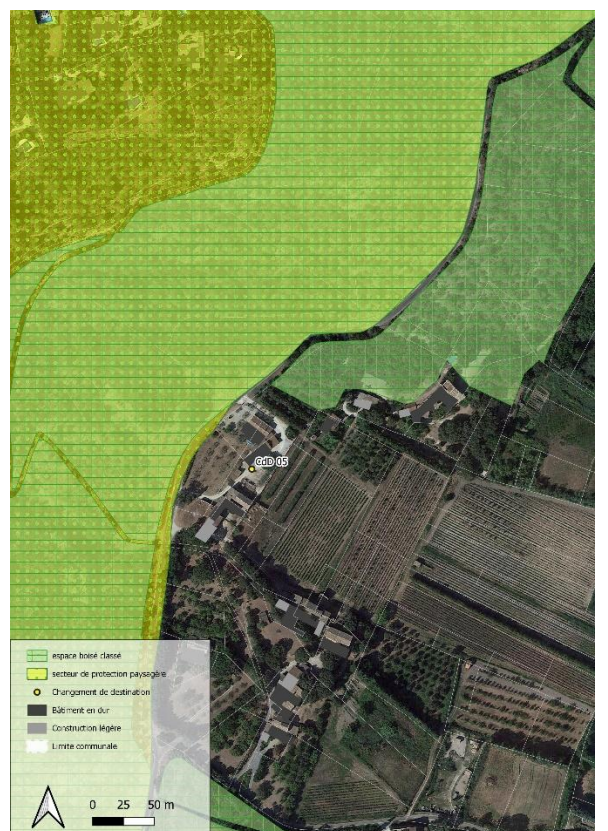 CdD 05
espace boisé classé
secteur de protection paysagère
Changement de destination
Bâtiment en dur
Construction légère
Limite communale
0 25 50 m